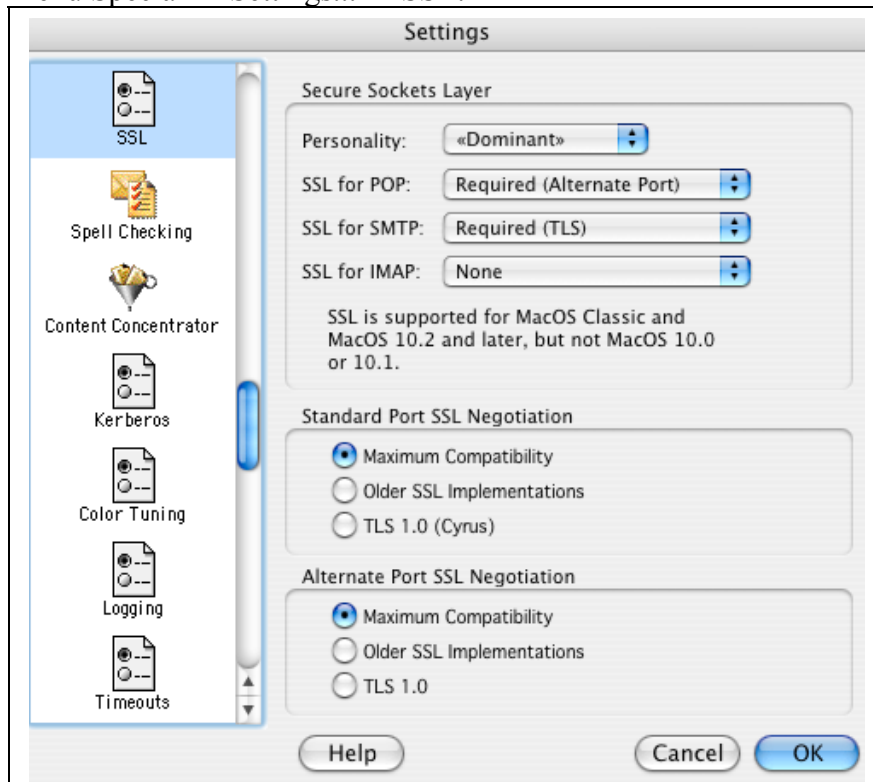 Settings
SSL
Spell Checking
Content Concentrator
Kerberos
Color Tuning
Logging
Timeouts
Secure Sockets Layer
Personality: «Dominant»
SSL for POP: Required (Alternate Port)
SSL for SMTP: Required (TLS)
SSL for IMAP: None
SSL is supported for MacOS Classic and
MacOS 10.2 and later, but not MacOS 10.0
or 10.1.
Standard Port SSL Negotiation
Maximum Compatibility
Older SSL Implementations
TLS 1.0 (Cyrus)
Alternate Port SSL Negotiation
Maximum Compatibility
Older SSL Implementations
TLS 1.0
Help
Cancel
OK